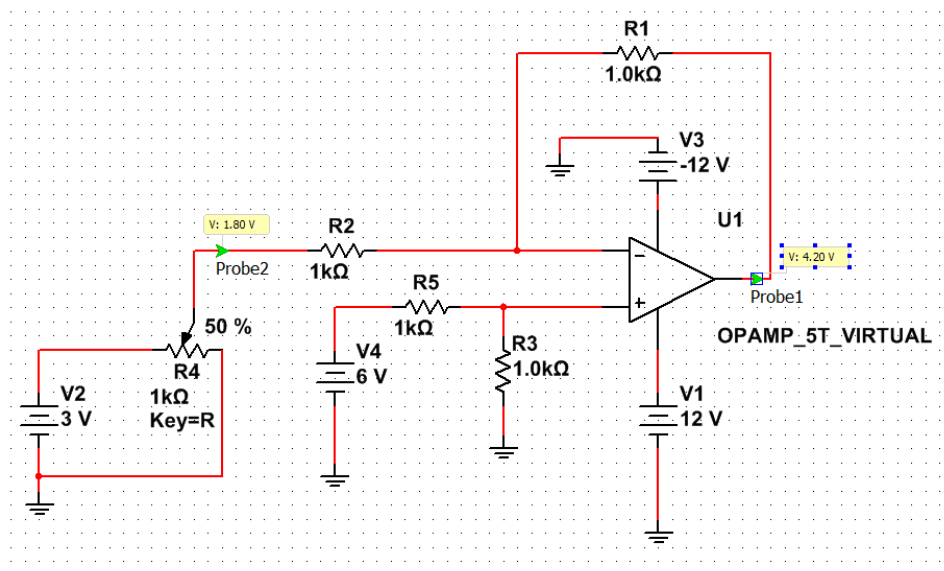 R1
1.0kΩ
V3
-12 V
U1
V: 1.80 V
R2
V: 4.20 V
Probe2
1kΩ
Probe1
R5
50 %
1kΩ
OPAMP_5T_VIRTUAL
R3
V4
1.0kΩ
R4
6 V
V2
1kΩ
V1
3 V
Key=R
12 V
−
+